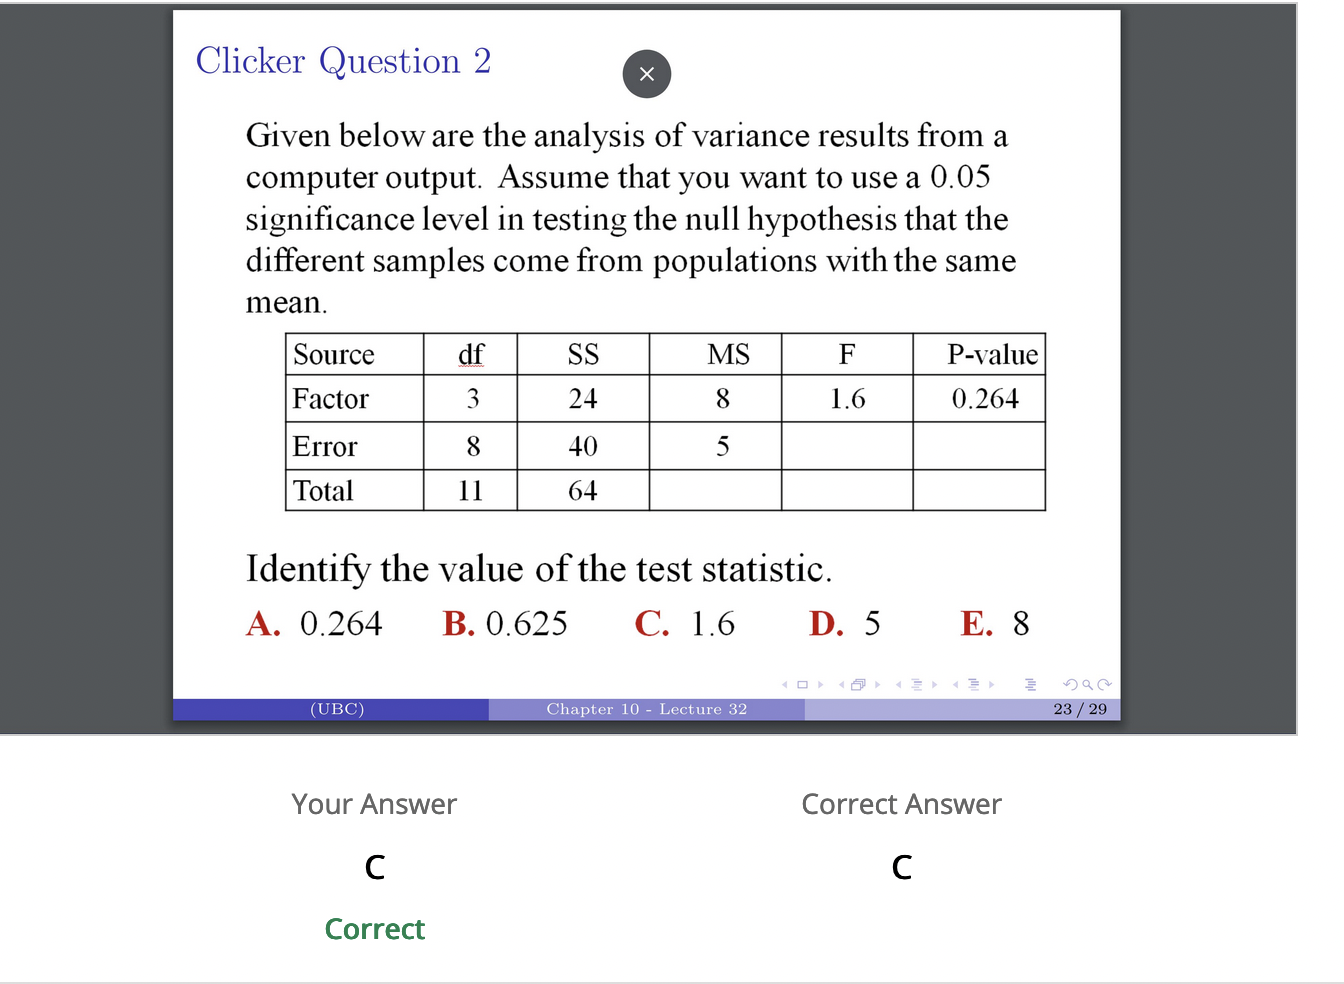 Clicker Question 2
Given below are the analysis of variance results from a
computer output. Assume that you want to use a 0.05
significance level in testing the null hypothesis that the
different samples come from populations with the same
mean.
Source df SS MS F P-value
Factor 3 24 8 1.6 0.264
Error 8 40 5
Total 11 64
Identify the value of the test statistic.
A. 0.264 B. 0.625 C. 1.6 D. 5 E. 8
(UBC) Chapter 10 - Lecture 32 23 / 29
Your Answer Correct Answer
C C
Correct